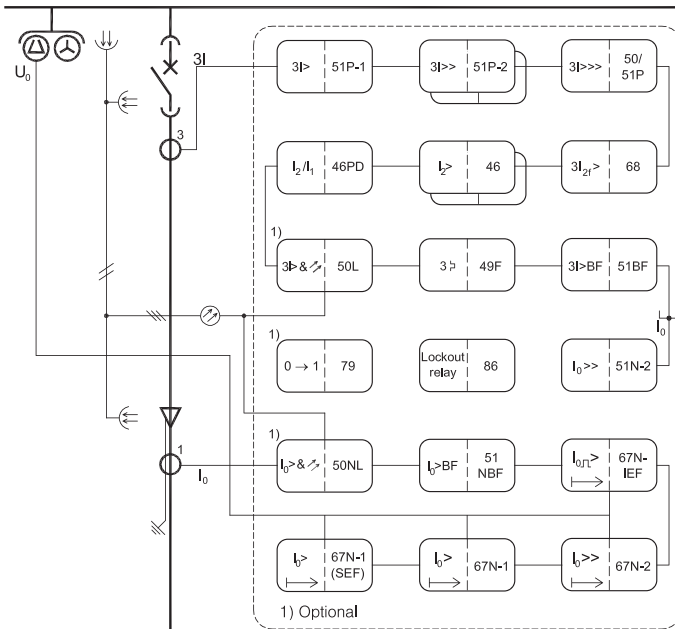 3I
3I> 51P-1
3I>> 51P-2
3I>>> 50/
51P
U0
3
I2/I1 46PD
I2> 46
3I2f> 68
1)
3I>& 50L
3 49F
3I>BF 51BF
I0
1)
0 → 1 79
Lockout
relay 86
I0>> 51N-2
1)
I0>& 50NL
I0>BF 51
NBF
I0 > 67N-
IEF
1
I0
I0> 67N-1
(SEF)
I0> 67N-1
I0>> 67N-2
1) Optional